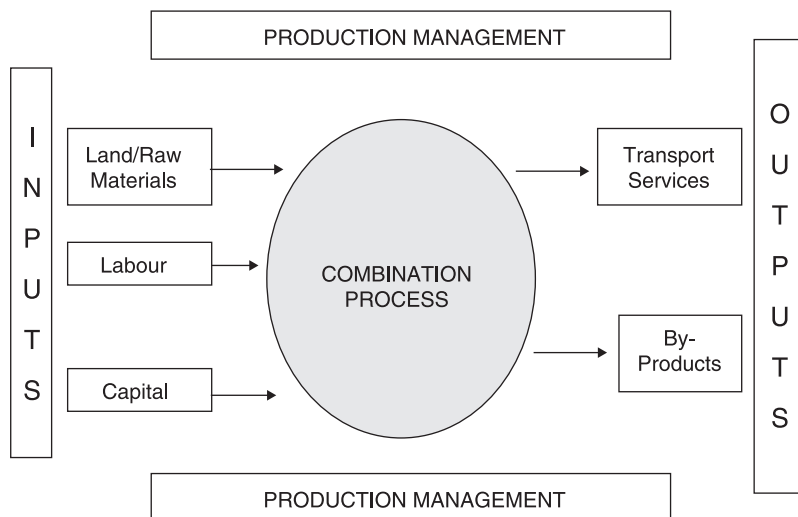 PRODUCTION MANAGEMENT
INPUTS
Land/Raw
Materials
Labour
Capital
COMBINATION
PROCESS
Transport
Services
By-
Products
OUTPUTS
PRODUCTION MANAGEMENT